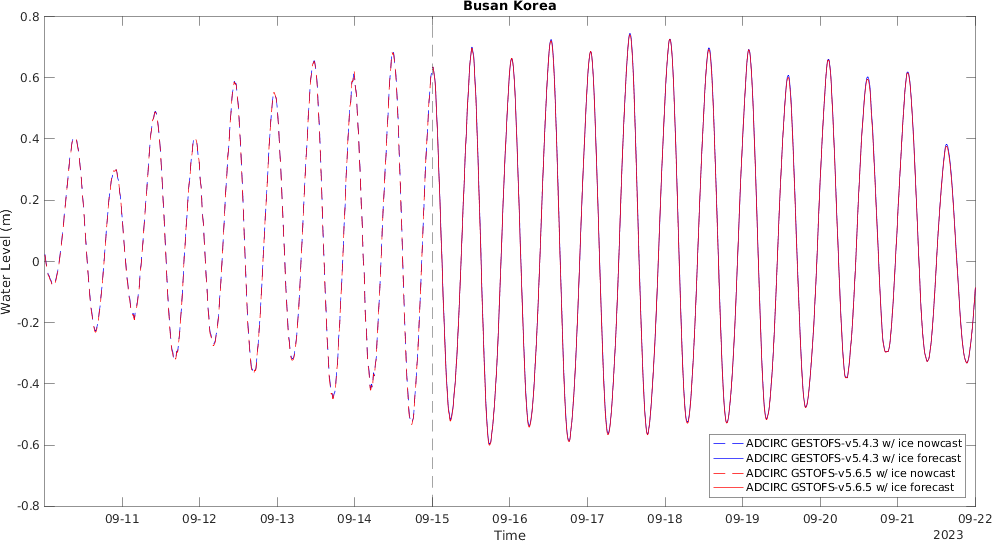 Busan Korea
0.8
0.6
0.4
0.2
0
-0.2
-0.4
-0.6
-0.8
Water Level (m)
ADCIRC GESTOFS-v5.4.3 w/ ice nowcast
ADCIRC GESTOFS-v5.4.3 w/ ice forecast
ADCIRC GSTOFS-v5.6.5 w/ ice nowcast
ADCIRC GSTOFS-v5.6.5 w/ ice forecast
09-11 09-12 09-13 09-14 09-15 09-16 09-17 09-18 09-19 09-20 09-21 09-22
Time
2023